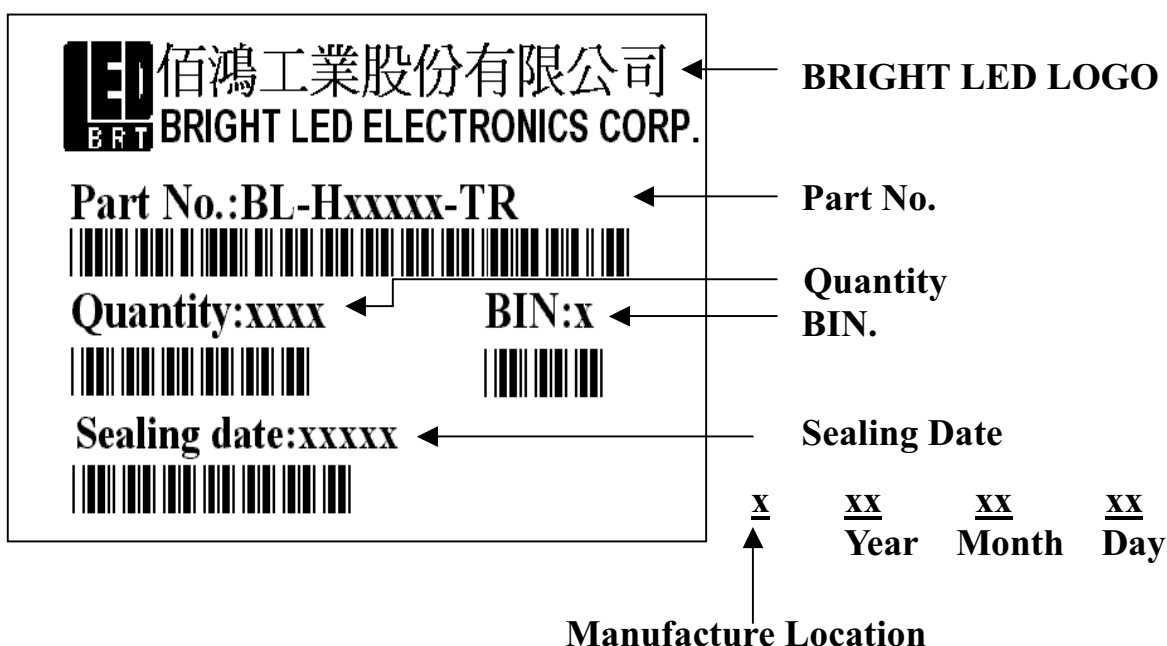 LED
BRT
佰鴻工業股份有限公司
BRIGHT LED ELECTRONICS CORP.
BRIGHT LED LOGO
Part No.:BL-Hxxxxx-TR
Part No.
Quantity:xxxx
BIN:x
Quantity
BIN.
Sealing date:xxxxx
Sealing Date
x xx xx xx
Year Month Day
Manufacture Location